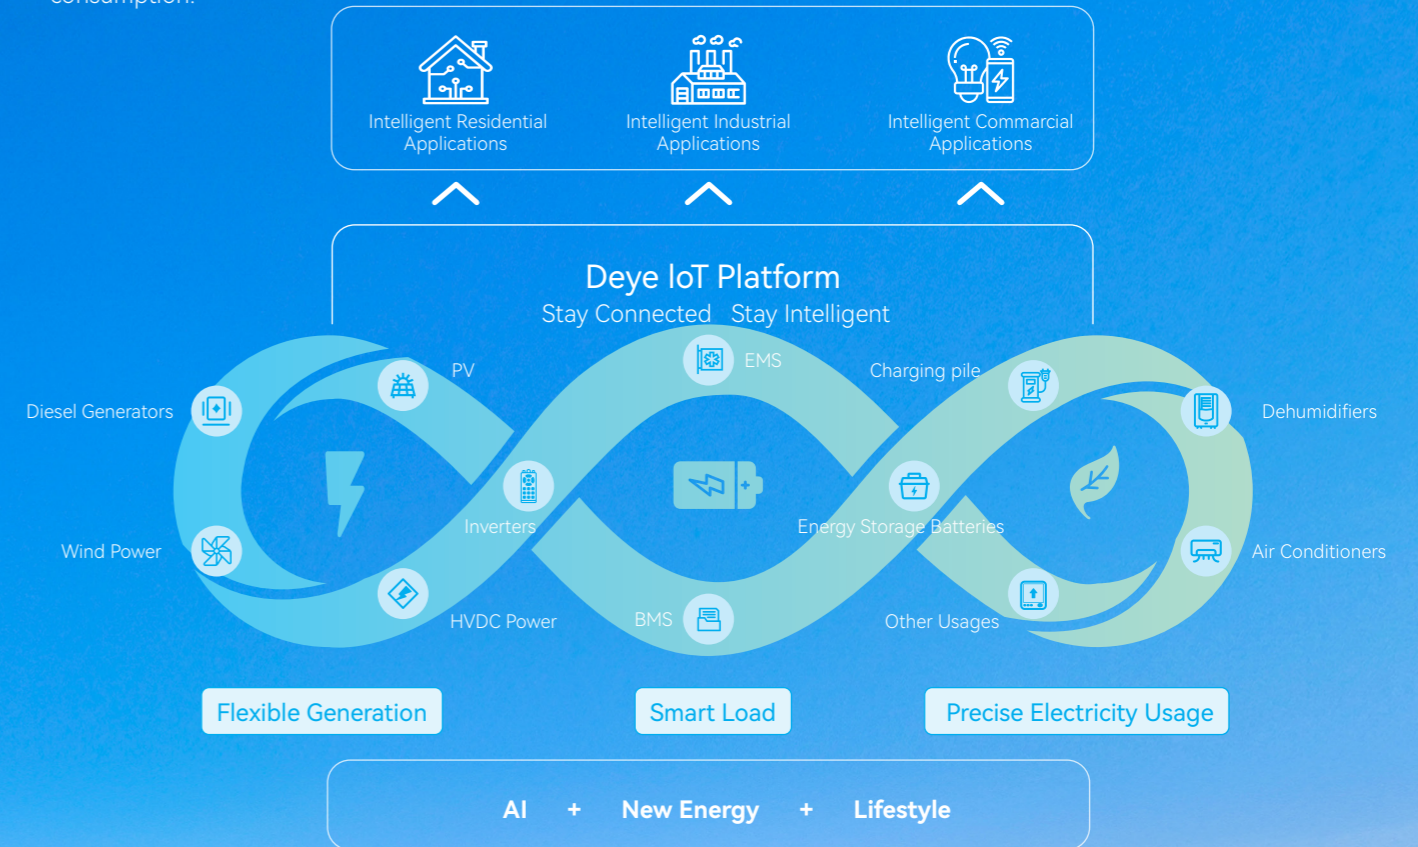 consumption.
Intelligent Residential
Applications
Intelligent Industrial
Applications
Intelligent Commarcial
Applications
Deye IoT Platform
Stay Connected Stay Intelligent
PV
EMS
Charging pile
Diesel Generators
Dehumidifiers
Inverters
Energy Storage Batteries
Wind Power
Air Conditioners
HVDC Power
BMS
Other Usages
Flexible Generation
Smart Load
Precise Electricity Usage
AI + New Energy + Lifestyle